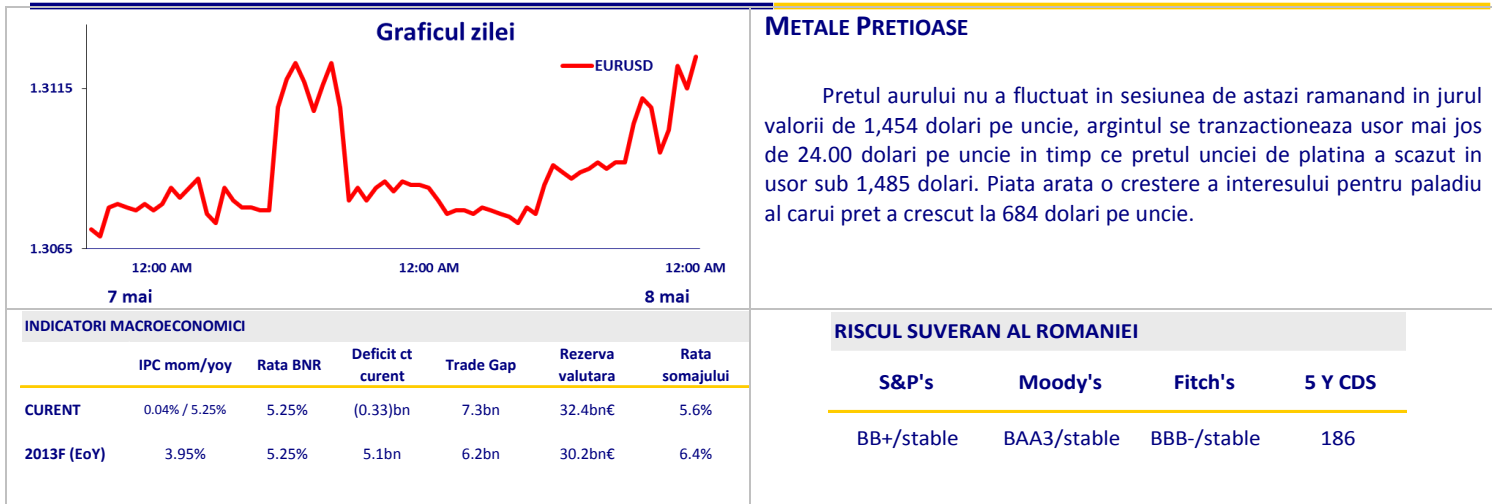 Graficul zilei
EURUSD
1.3115
1.3065
12:00 AM 12:00 AM 12:00 AM
7 mai 8 mai
METALE PRETIOASE
Pretul aurului nu a fluctuat in sesiunea de astazi ramanand in jurul
valorii de 1,454 dolari pe uncie, argintul se tranzactioneaza usor mai jos
de 24.00 dolari pe uncie in timp ce pretul unciei de platina a scazut in
usor sub 1,485 dolari. Piata arata o crestere a interesului pentru paladiu
al carui pret a crescut la 684 dolari pe uncie.
INDICATORI MACROECONOMICI
IPC mom/yoy Rata BNR Deficit ct curent Trade Gap Rezerva valutara Rata somajului
CURENT 0.04% / 5.25% 5.25% (0.33)bn 7.3bn 32.4bn€ 5.6%
2013F (EoY) 3.95% 5.25% 5.1bn 6.2bn 30.2bn€ 6.4%
RISCUL SUVERAN AL ROMANIEI
S&P's Moody's Fitch's 5 Y CDS
BB+/stable BAA3/stable BBB-/stable 186